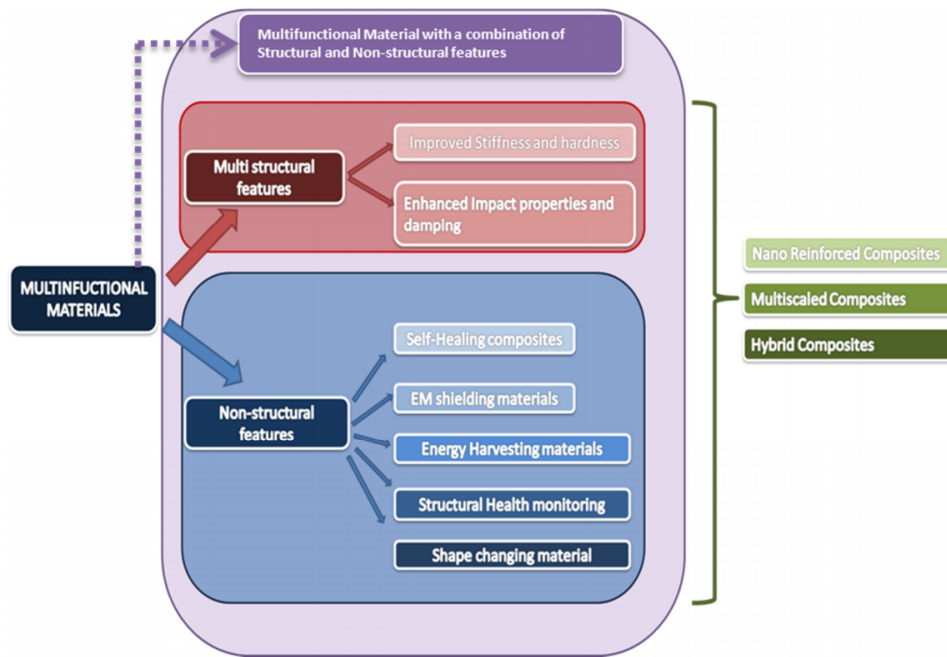 Multifunctional Material with a combination of
Structural and Non-structural features
Multi structural
features
Improved Stiffness and hardness
Enhanced Impact properties and
damping
MULTINFUCTIONAL
MATERIALS
Non-structural
features
Self-Healing composites
EM shielding materials
Energy Harvesting materials
Structural Health monitoring
Shape changing material
Nano Reinforced Composites
Multiscaled Composites
Hybrid Composites